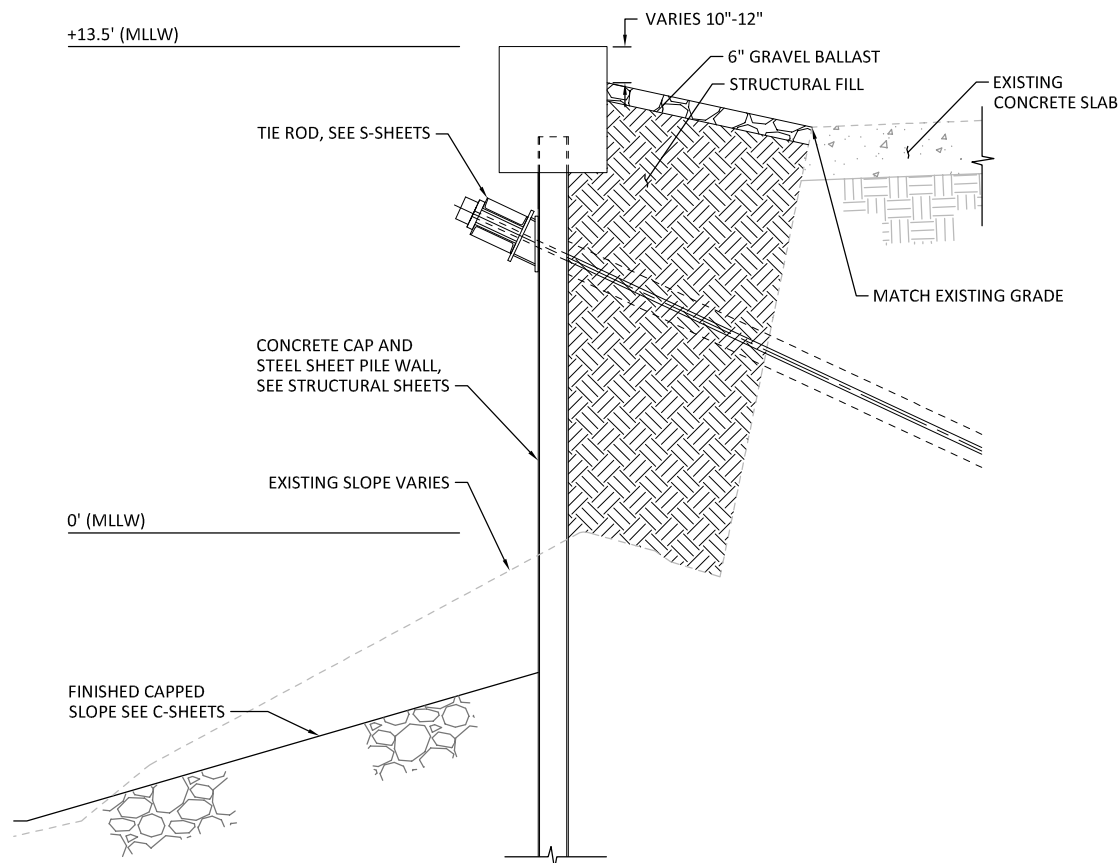 VARIES 10"-12"
+13.5' (MLLW)
6" GRAVEL BALLAST
STRUCTURAL FILL
EXISTING
CONCRETE SLAB
TIE ROD, SEE S-SHEETS
MATCH EXISTING GRADE
CONCRETE CAP AND
STEEL SHEET PILE WALL,
SEE STRUCTURAL SHEETS
EXISTING SLOPE VARIES
0' (MLLW)
FINISHED CAPPED
SLOPE SEE C-SHEETS